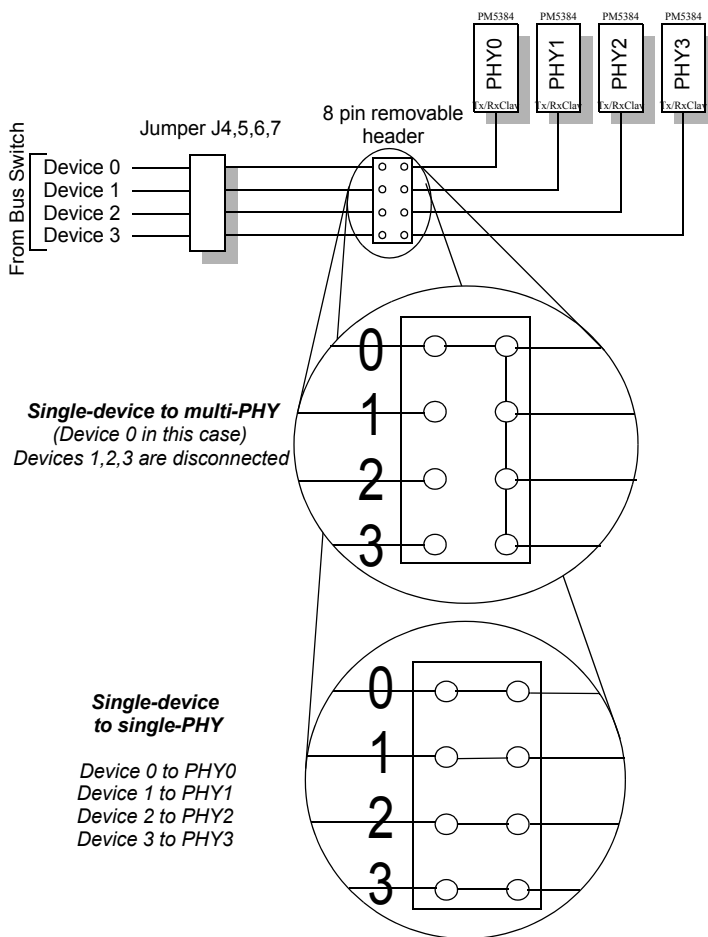 PM5384 PM5384 PM5384 PM5384
PHY0 PHY1 PHY2 PHY3
Tx/RxClav Tx/RxClav Tx/RxClav Tx/RxClav
Jumper J4,5,6,7
8 pin removable
header
From Bus Switch
Device 0
Device 1
Device 2
Device 3
0
1
2
3
Single-device to multi-PHY
(Device 0 in this case)
Devices 1,2,3 are disconnected
0
1
2
3
Single-device
to single-PHY
Device 0 to PHY0
Device 1 to PHY1
Device 2 to PHY2
Device 3 to PHY3